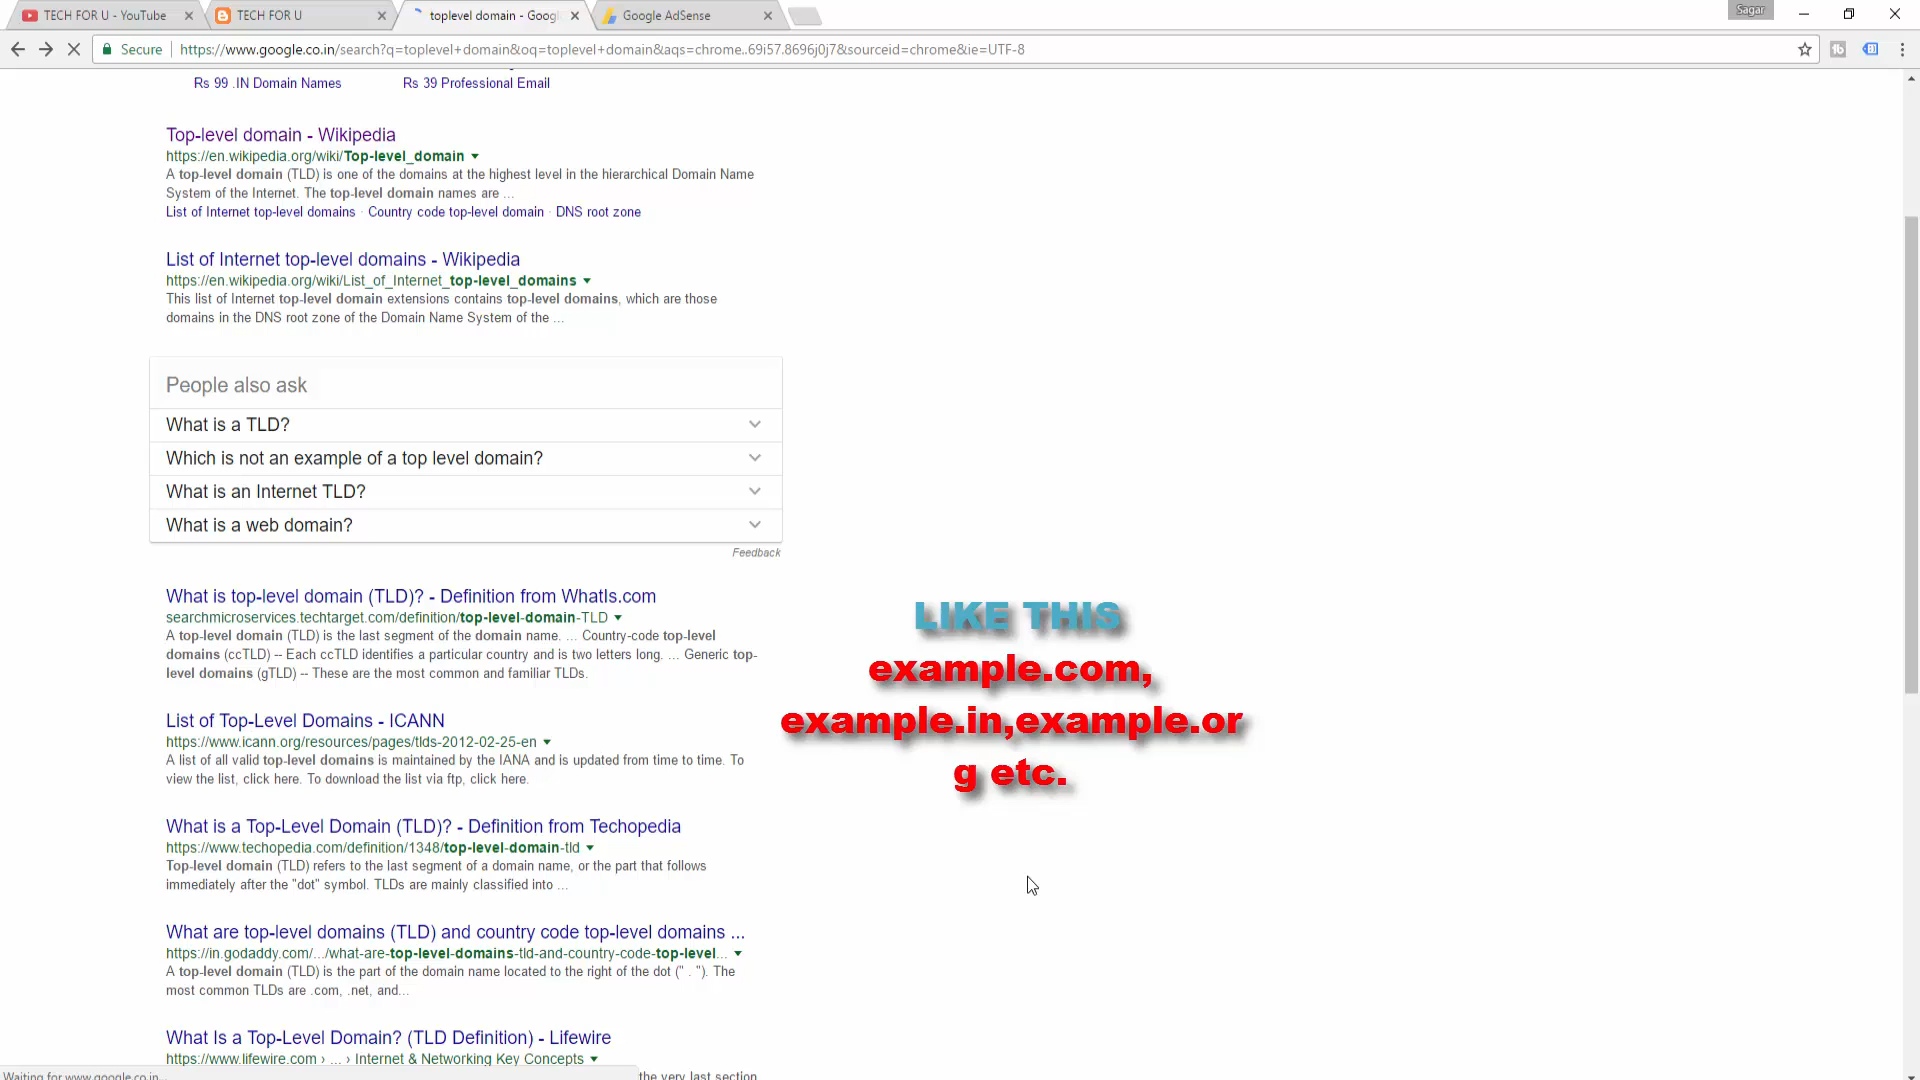 TECH FOR U - YouTube
TECH FOR U
toplevel domain - Googl
Google AdSense
Sagar
Secure
https://www.google.co.in/search?q=toplevel+domain&oq=toplevel+domain&aqs=chrome..69i57.8696j0j7&sourceid=chrome&ie=UTF-8
Rs 99 .IN Domain Names
Rs 39 Professional Email
Top-level domain - Wikipedia
https://en.wikipedia.org/wiki/Top-level_domain
A top-level domain (TLD) is one of the domains at the highest level in the hierarchical Domain Name
System of the Internet. The top-level domain names are ...
List of Internet top-level domains · Country code top-level domain · DNS root zone
List of Internet top-level domains - Wikipedia
https://en.wikipedia.org/wiki/List_of_Internet_top-level_domains
This list of Internet top-level domain extensions contains top-level domains, which are those
domains in the DNS root zone of the Domain Name System of the ...
People also ask
What is a TLD?
Which is not an example of a top level domain?
What is an Internet TLD?
What is a web domain?
Feedback
What is top-level domain (TLD)? - Definition from WhatIs.com
searchmicroservices.techtarget.com/definition/top-level-domain-TLD
A top-level domain (TLD) is the last segment of the domain name. ... Country-code top-level
domains (ccTLD) -- Each ccTLD identifies a particular country and is two letters long. ... Generic top-
level domains (gTLD) -- These are the most common and familiar TLDs.
LIKE THIS
example.com,
example.in,example.or
g etc.
List of Top-Level Domains - ICANN
https://www.icann.org/resources/pages/tlds-2012-02-25-en
A list of all valid top-level domains is maintained by the IANA and is updated from time to time. To
view the list, click here. To download the list via ftp, click here.
What is a Top-Level Domain (TLD)? - Definition from Techopedia
https://www.techopedia.com/definition/1348/top-level-domain-tld
Top-level domain (TLD) refers to the last segment of a domain name, or the part that follows
immediately after the "dot" symbol. TLDs are mainly classified into ...
What are top-level domains (TLD) and country code top-level domains ...
https://in.godaddy.com/.../what-are-top-level-domains-tld-and-country-code-top-level...
A top-level domain (TLD) is the part of the domain name located to the right of the dot (" . "). The
most common TLDs are .com, .net, and...
What Is a Top-Level Domain? (TLD Definition) - Lifewire
https://www.lifewire.com › ... › Internet & Networking Key Concepts
Waiting for www.google.co.in...
the very last section